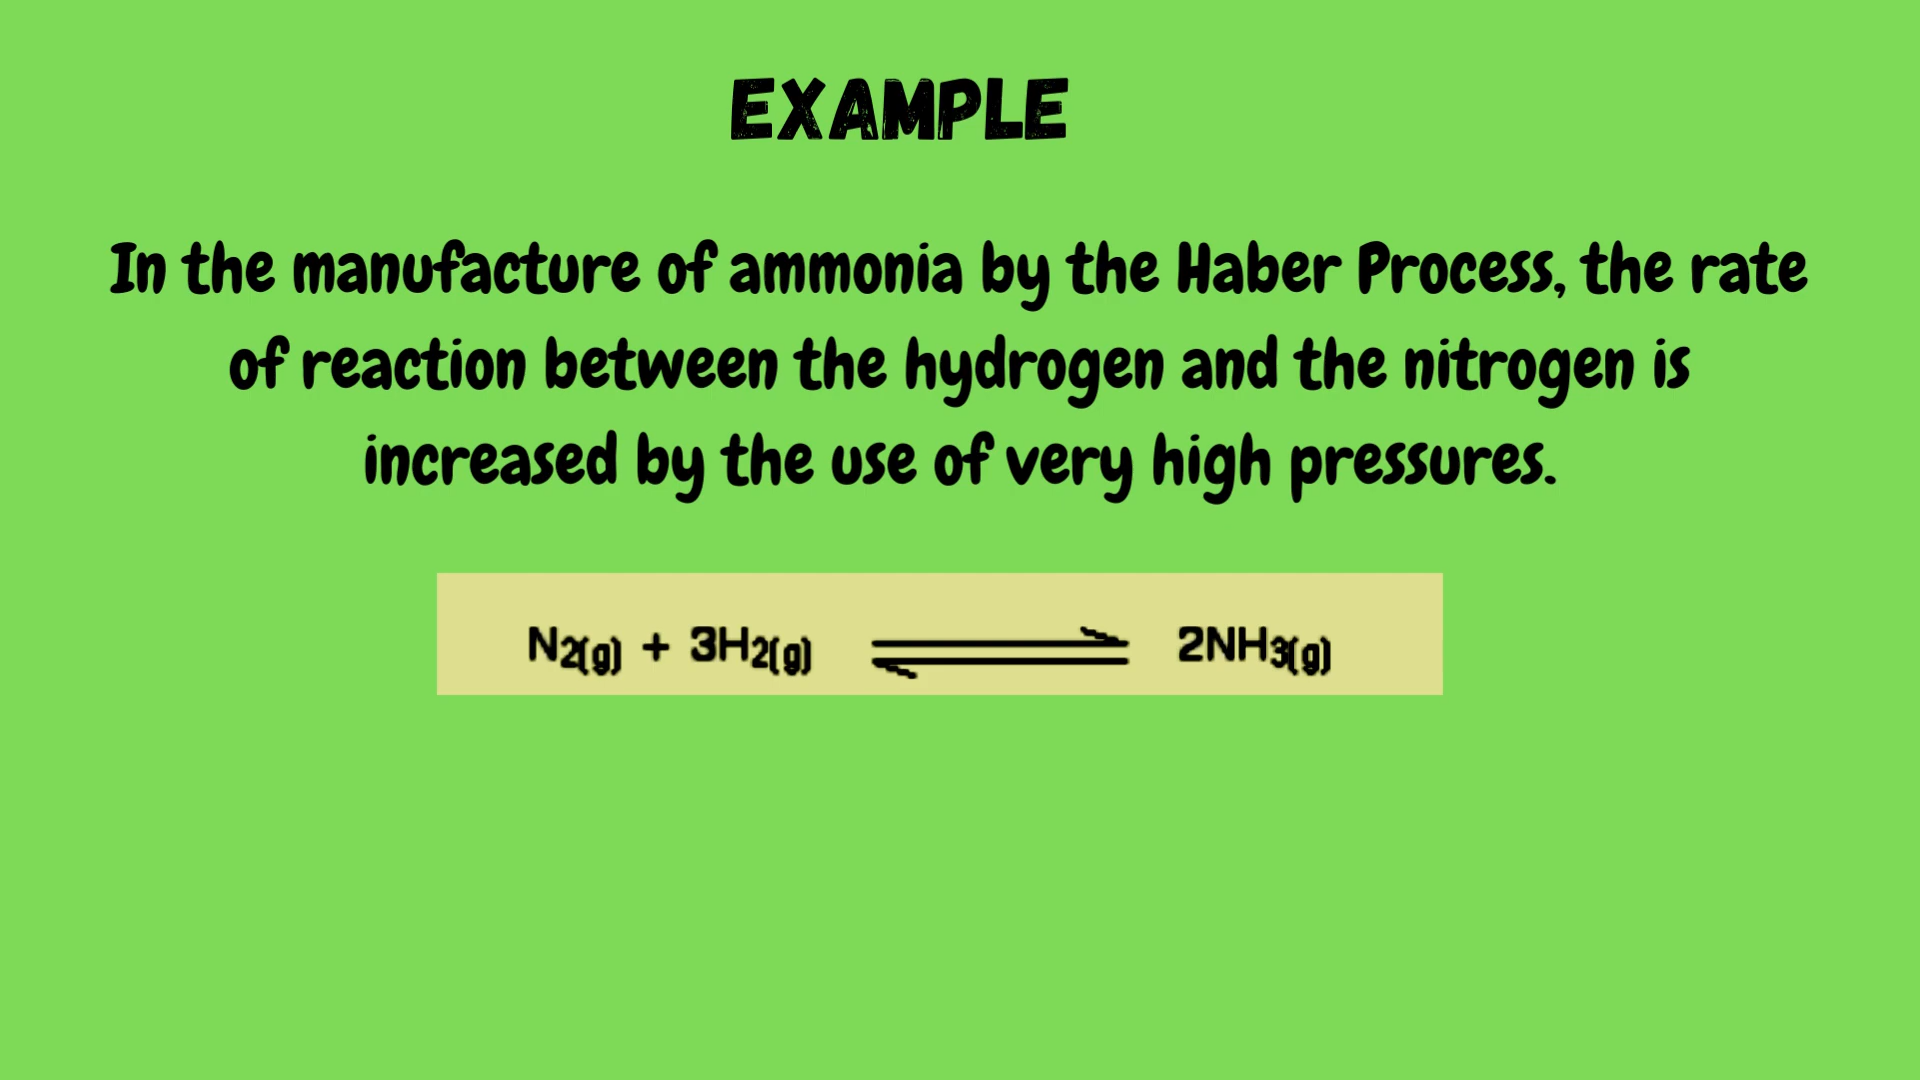 EXAMPLE
In the manufacture of ammonia by the Haber Process, the rate
of reaction between the hydrogen and the nitrogen is
increased by the use of very high pressures.
N2(g) + 3H2(g) ⇌ 2NH3(g)